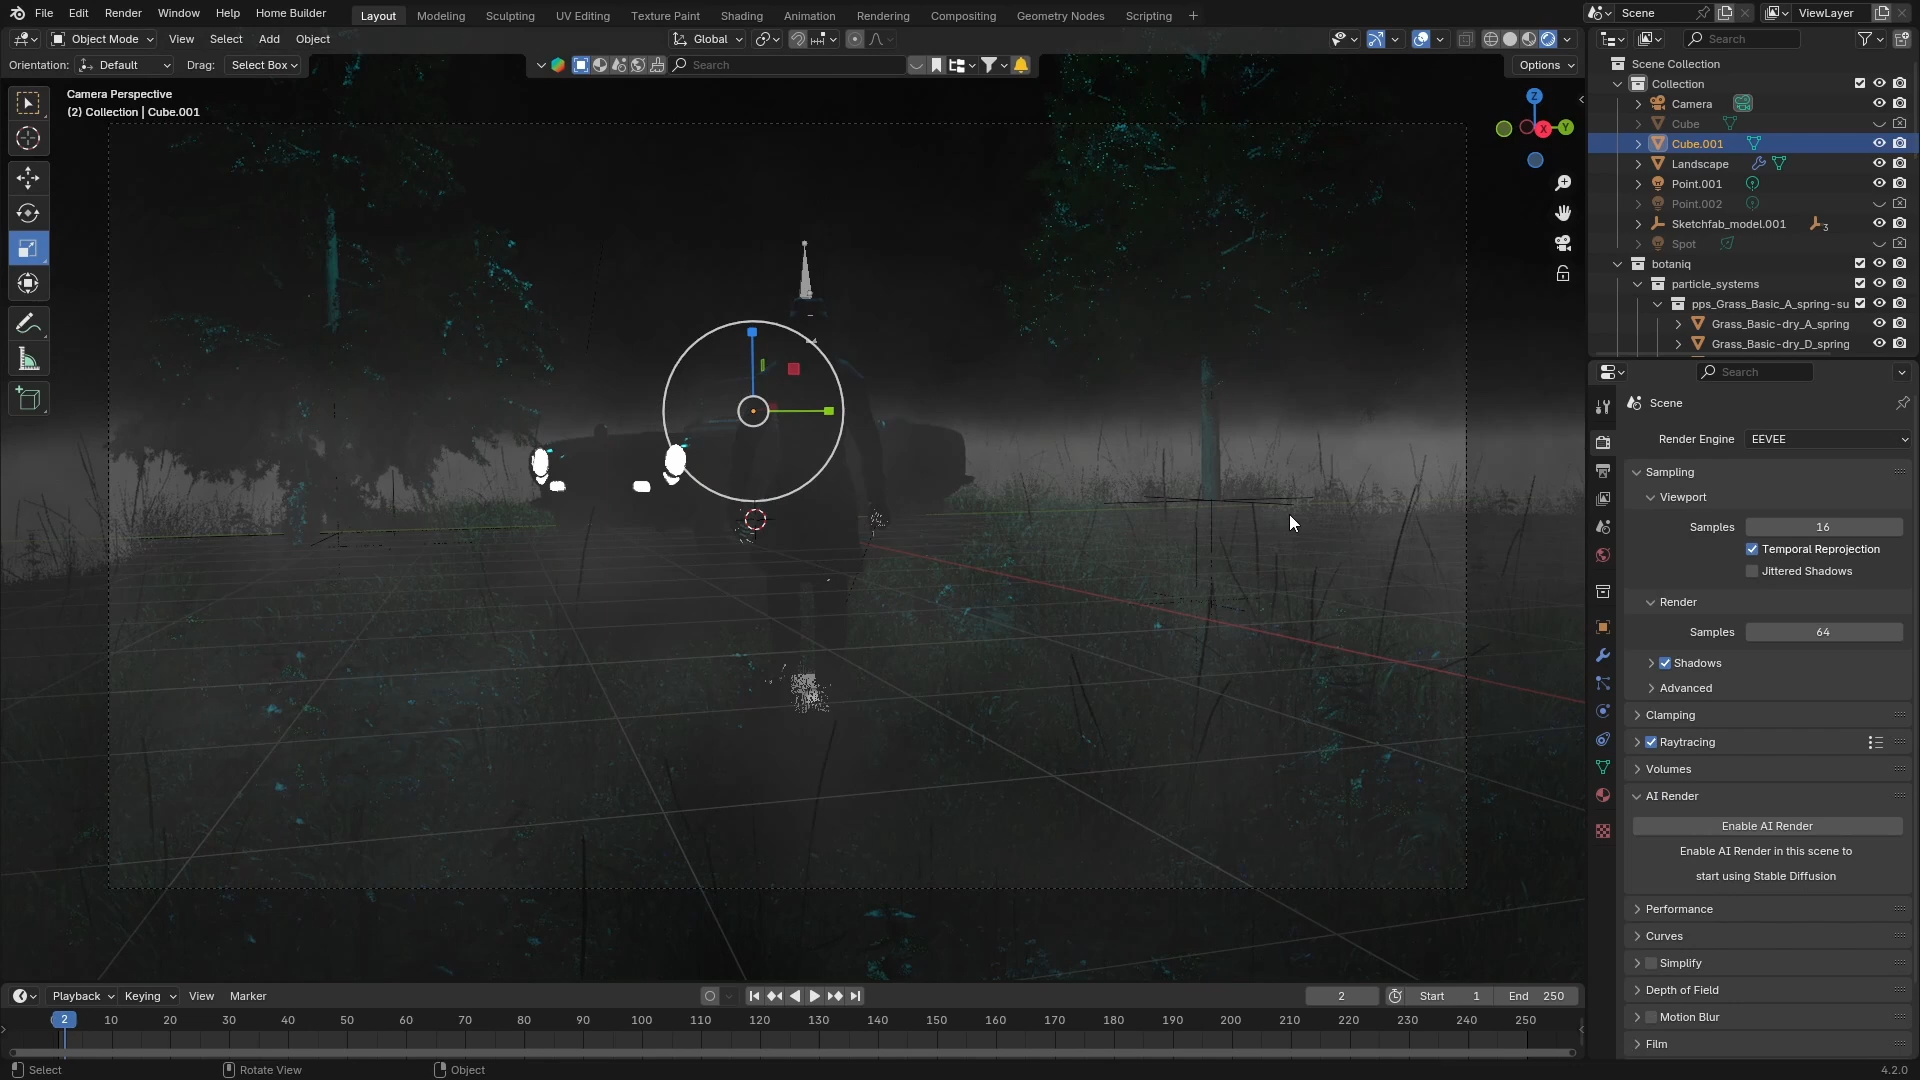 File Edit Render Window Help Home Builder Layout Modeling Sculpting UV Editing Texture Paint Shading Animation Rendering Compositing Geometry Nodes Scripting + Scene ViewLayer
Object Mode View Select Add Object Global Search
Orientation: Default Drag: Select Box Search Options
Scene Collection
Collection
Camera
Cube
Cube.001
Landscape
Point.001
Point.002
Sketchfab_model.001 3
Spot
botaniq
particle_systems
pps_Grass_Basic_A_spring-su
Grass_Basic-dry_A_spring
Grass_Basic-dry_D_spring
Camera Perspective
(2) Collection | Cube.001
Z
X
Y
Search
Scene
Render Engine EEVEE
Sampling
Viewport
Samples 16
Temporal Reprojection
Jittered Shadows
Render
Samples 64
Shadows
Advanced
Clamping
Raytracing
Volumes
AI Render
Enable AI Render
Enable AI Render in this scene to
start using Stable Diffusion
Performance
Curves
Simplify
Depth of Field
Motion Blur
Film
Playback Keying View Marker 2 Start 1 End 250
2 10 20 30 40 50 60 70 80 90 100 110 120 130 140 150 160 170 180 190 200 210 220 230 240 250
Select Rotate View Object 4.2.0